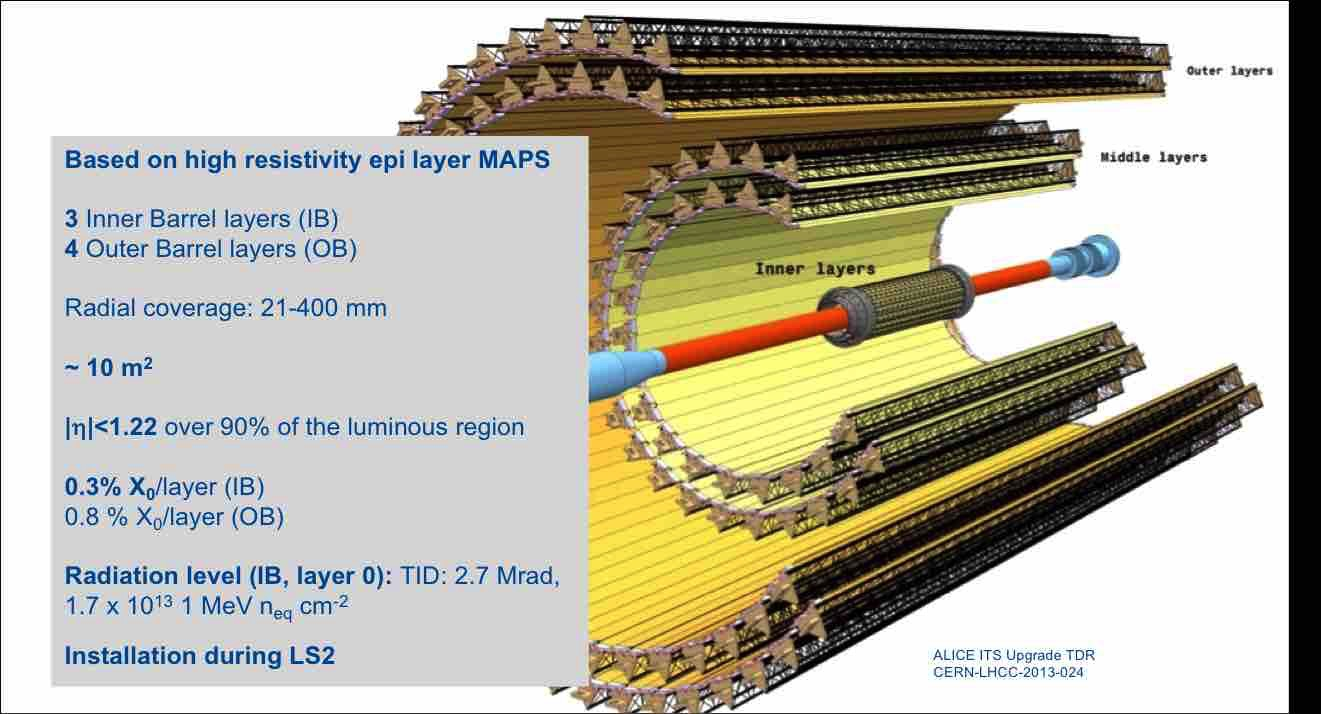 Outer layers
Middle layers
Inner layers
Based on high resistivity epi layer MAPS
3 Inner Barrel layers (IB)
4 Outer Barrel layers (OB)
Radial coverage: 21-400 mm
~ 10 m²
|η|<1.22 over 90% of the luminous region
0.3% X₀/layer (IB)
0.8 % X₀/layer (OB)
Radiation level (IB, layer 0): TID: 2.7 Mrad,
1.7 x 10¹³ 1 MeV n_eq cm⁻²
Installation during LS2
ALICE ITS Upgrade TDR
CERN-LHCC-2013-024